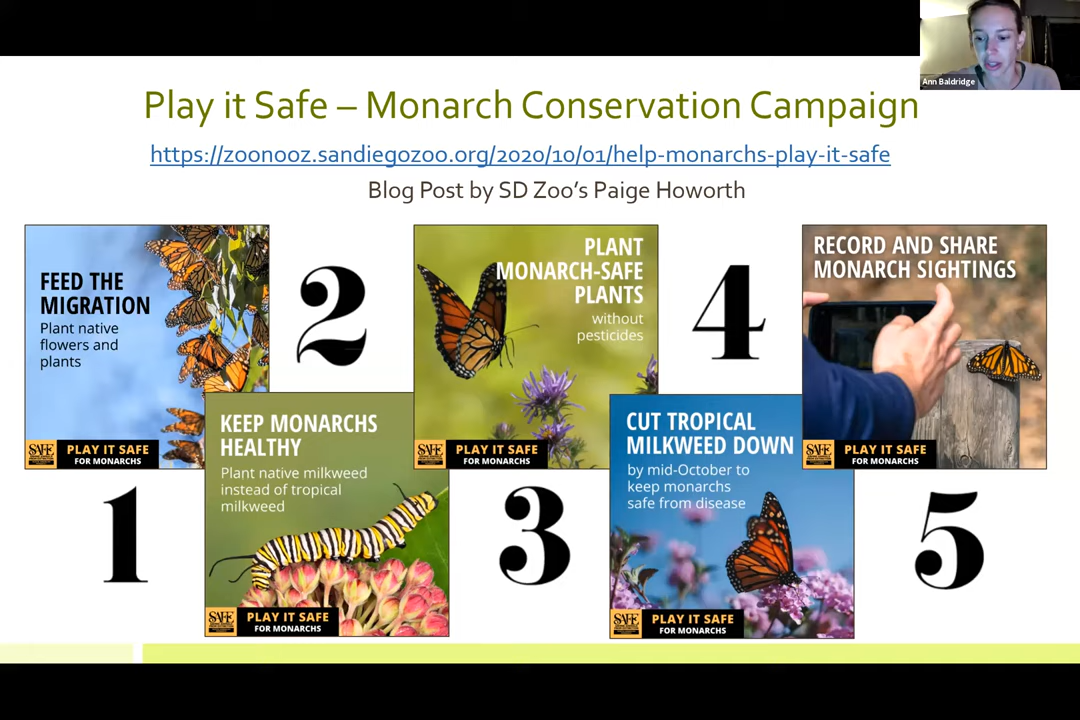 Ann Baldridge
Play it Safe – Monarch Conservation Campaign
https://zoonooz.sandiegozoo.org/2020/10/01/help-monarchs-play-it-safe
Blog Post by SD Zoo's Paige Howorth
FEED THE
MIGRATION
Plant native
flowers and
plants
SAFE
PLAY IT SAFE
FOR MONARCHS
1
2
KEEP MONARCHS
HEALTHY
Plant native milkweed
instead of tropical
milkweed
SAFE
PLAY IT SAFE
FOR MONARCHS
PLANT
MONARCH-SAFE
PLANTS
without
pesticides
SAFE
PLAY IT SAFE
FOR MONARCHS
3
4
CUT TROPICAL
MILKWEED DOWN
by mid-October to
keep monarchs
safe from disease
SAFE
PLAY IT SAFE
FOR MONARCHS
RECORD AND SHARE
MONARCH SIGHTINGS
SAFE
PLAY IT SAFE
FOR MONARCHS
5